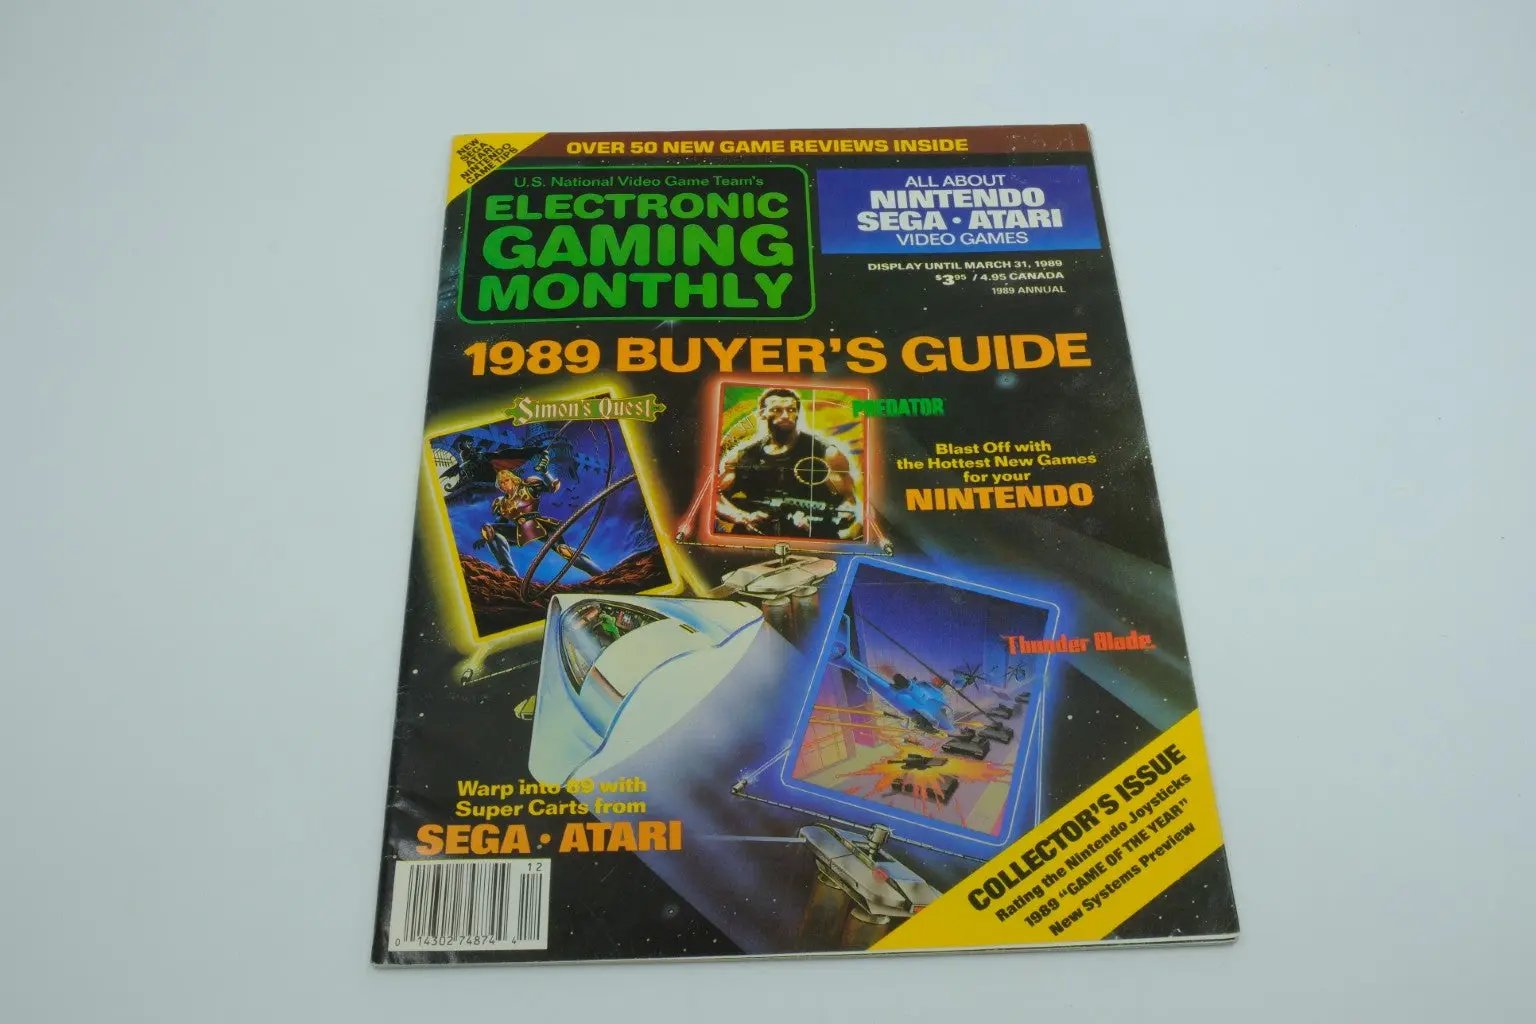 NEW
SEGA
ATARI
NINTENDO
GAME TIPS
OVER 50 NEW GAME REVIEWS INSIDE
U.S. National Video Game Team's
ELECTRONIC
GAMING
MONTHLY
ALL ABOUT
NINTENDO
SEGA • ATARI
VIDEO GAMES
DISPLAY UNTIL MARCH 31, 1989
$3.95 / 4.95 CANADA
1989 ANNUAL
1989 BUYER'S GUIDE
Simon's Quest
PREDATOR
Blast Off with
the Hottest New Games
for your
NINTENDO
Thunder Blade
Warp into 89 with
Super Carts from
SEGA • ATARI
COLLECTOR'S ISSUE
Rating the Nintendo Joysticks
1989 "GAME OF THE YEAR"
New Systems Preview
12
0 14302 74874 4